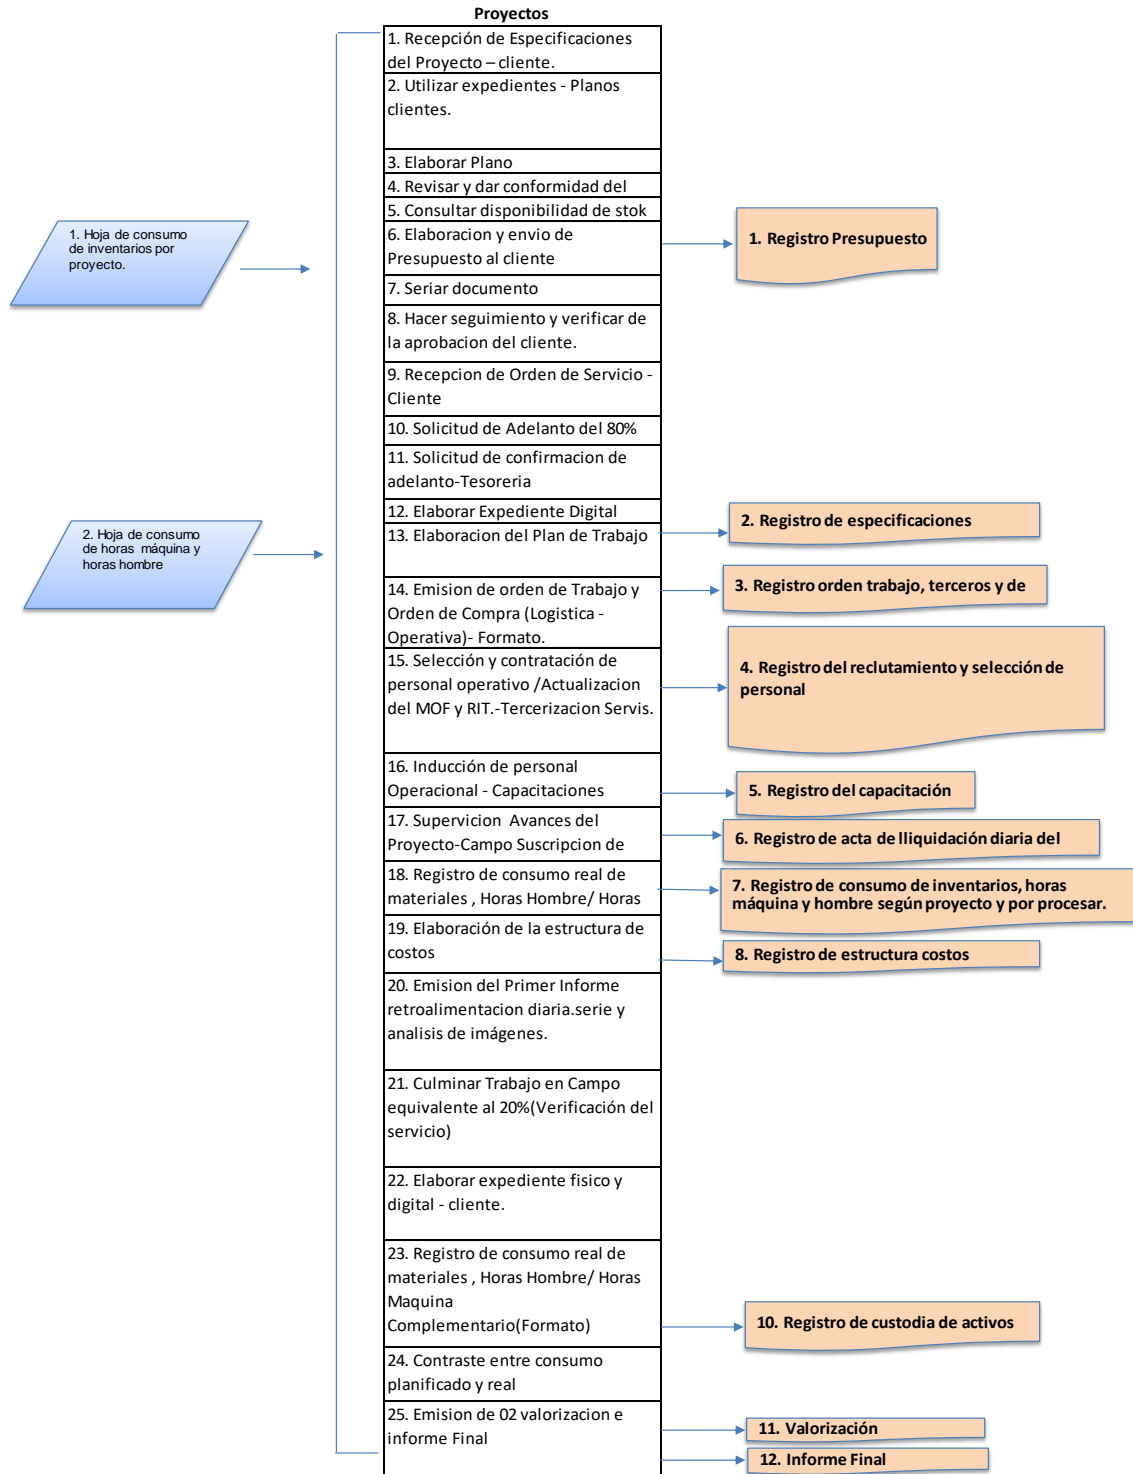 Proyectos
1. Recepción de Especificaciones
del Proyecto – cliente.
2. Utilizar expedientes - Planos
clientes.
3. Elaborar Plano
4. Revisar y dar conformidad del
5. Consultar disponibilidad de stok
6. Elaboracion y envio de
Presupuesto al cliente
7. Seriar documento
8. Hacer seguimiento y verificar de
la aprobacion del cliente.
9. Recepcion de Orden de Servicio -
Cliente
10. Solicitud de Adelanto del 80%
11. Solicitud de confirmacion de
adelanto-Tesoreria
12. Elaborar Expediente Digital
13. Elaboracion del Plan de Trabajo
14. Emision de orden de Trabajo y
Orden de Compra (Logistica -
Operativa)- Formato.
15. Selección y contratación de
personal operativo /Actualizacion
del MOF y RIT.-Tercerizacion Servis.
16. Inducción de personal
Operacional - Capacitaciones
17. Supervicion Avances del
Proyecto-Campo Suscripcion de
18. Registro de consumo real de
materiales , Horas Hombre/ Horas
19. Elaboración de la estructura de
costos
20. Emision del Primer Informe
retroalimentacion diaria.serie y
analisis de imágenes.
21. Culminar Trabajo en Campo
equivalente al 20%(Verificación del
servicio)
22. Elaborar expediente fisico y
digital - cliente.
23. Registro de consumo real de
materiales , Horas Hombre/ Horas
Maquina
Complementario(Formato)
24. Contraste entre consumo
planificado y real
25. Emision de 02 valorizacion e
informe Final
1. Hoja de consumo
de inventarios por
proyecto.
2. Hoja de consumo
de horas máquina y
horas hombre
1. Registro Presupuesto
2. Registro de especificaciones
3. Registro orden trabajo, terceros y de
4. Registro del reclutamiento y selección de
personal
5. Registro del capacitación
6. Registro de acta de lliquidación diaria del
7. Registro de consumo de inventarios, horas
máquina y hombre según proyecto y por procesar.
8. Registro de estructura costos
10. Registro de custodia de activos
11. Valorización
12. Informe Final